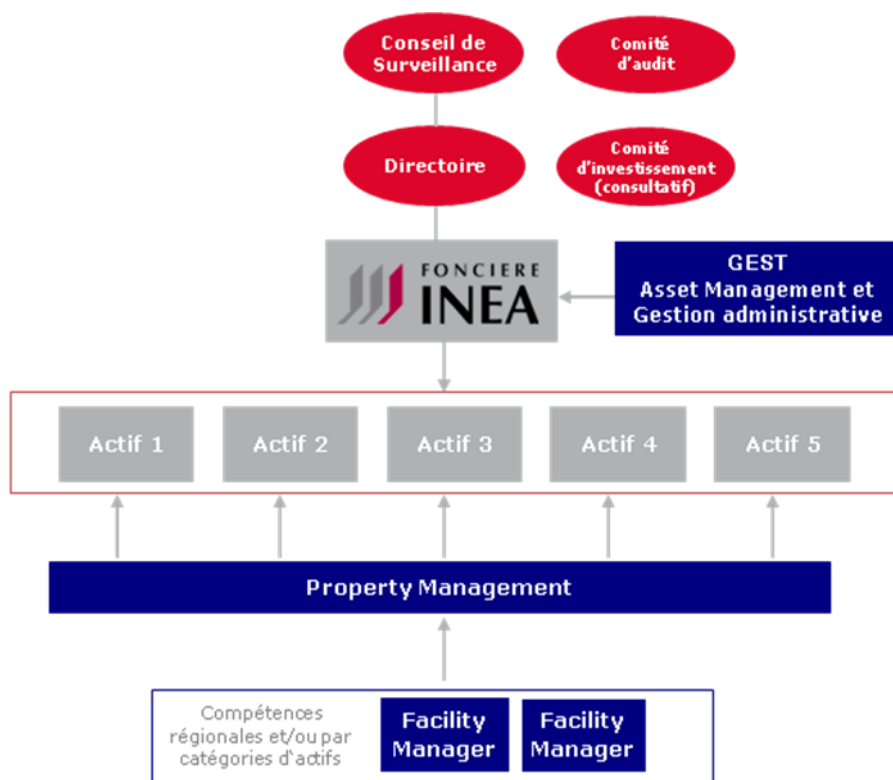 Conseil de
Surveillance
Comité
d'audit
Directoire
Comité
d'investissement
(consultatif)
FONCIERE
INEA
GEST
Asset Management et
Gestion administrative
Actif 1
Actif 2
Actif 3
Actif 4
Actif 5
Property Management
Compétences
régionales et/ou par
catégories d'actifs
Facility
Manager
Facility
Manager